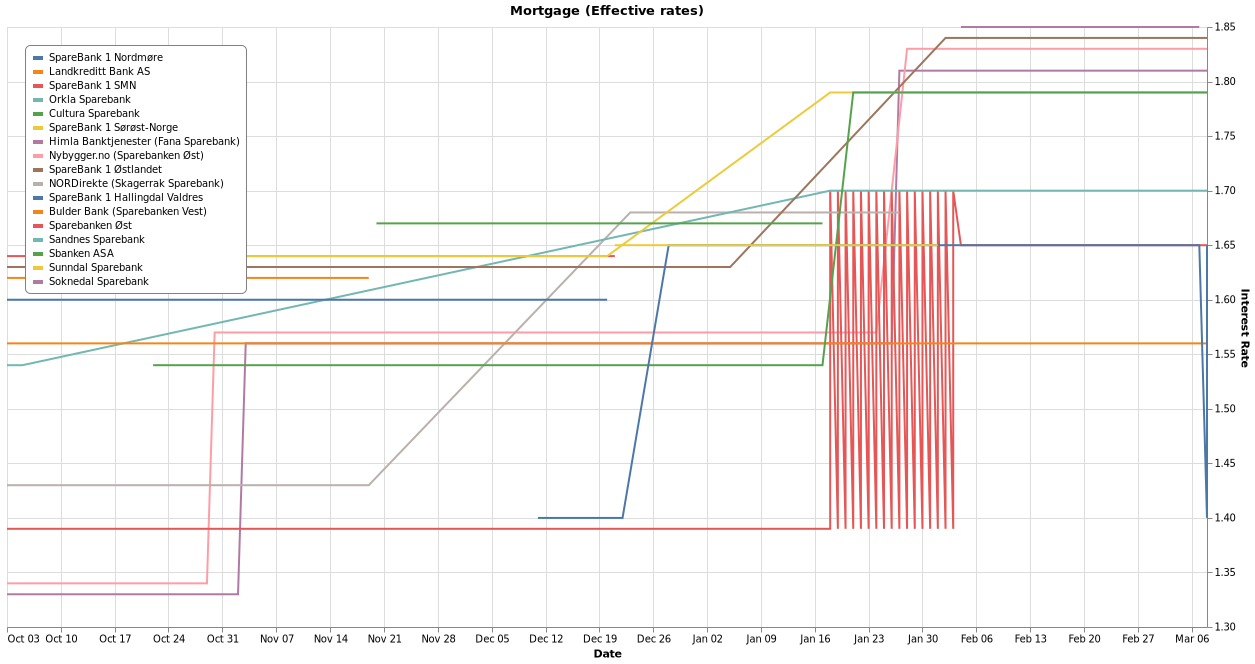 Mortgage (Effective rates)
SpareBank 1 Nordmøre
Landkreditt Bank AS
SpareBank 1 SMN
Orkla Sparebank
Cultura Sparebank
SpareBank 1 Sørøst-Norge
Himla Banktjenester (Fana Sparebank)
Nybygger.no (Sparebanken Øst)
SpareBank 1 Østlandet
NORDirekte (Skagerrak Sparebank)
SpareBank 1 Hallingdal Valdres
Bulder Bank (Sparebanken Vest)
Sparebanken Øst
Sandnes Sparebank
Sbanken ASA
Sunndal Sparebank
Soknedal Sparebank
1.85
1.80
1.75
1.70
1.65
1.60
1.55
1.50
1.45
1.40
1.35
1.30
Interest Rate
Oct 03 Oct 10 Oct 17 Oct 24 Oct 31 Nov 07 Nov 14 Nov 21 Nov 28 Dec 05 Dec 12 Dec 19 Dec 26 Jan 02 Jan 09 Jan 16 Jan 23 Jan 30 Feb 06 Feb 13 Feb 20 Feb 27 Mar 06
Date